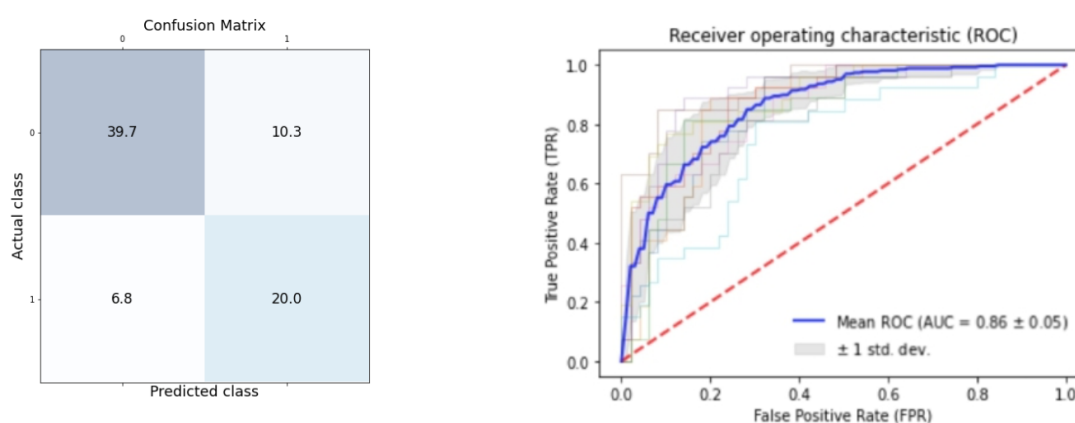 Confusion Matrix
0 1
0 39.7 10.3
Actual class
1 6.8 20.0
Predicted class
Receiver operating characteristic (ROC)
1.0
0.8
0.6
0.4
0.2
0.0
True Positive Rate (TPR)
Mean ROC (AUC = 0.86 ± 0.05)
± 1 std. dev.
0.0 0.2 0.4 0.6 0.8 1.0
False Positive Rate (FPR)